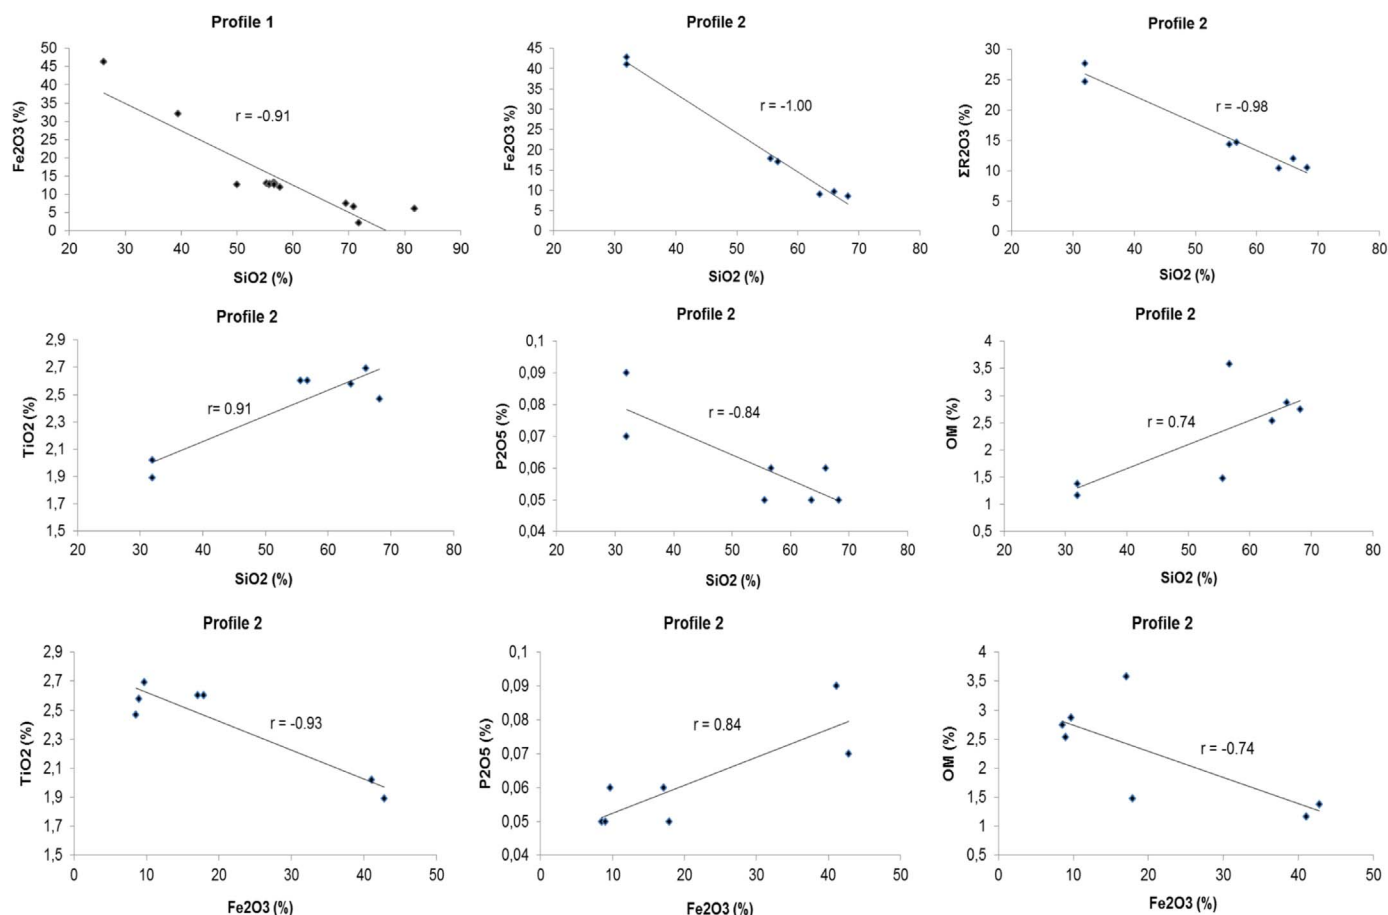 Profile 1
50
45
40
35
30
25
20
15
10
5
0
Fe2O3 (%)
r = -0.91
20 30 40 50 60 70 80 90
SiO2 (%)
Profile 2
45
40
35
30
25
20
15
10
5
0
Fe2O3 %)
r = -1.00
20 30 40 50 60 70 80
SiO2 (%)
Profile 2
30
25
20
15
10
5
0
ΣR2O3 (%)
r = -0.98
20 30 40 50 60 70 80
SiO2 (%)
Profile 2
2,9
2,7
2,5
2,3
2,1
1,9
1,7
1,5
TiO2 (%)
r= 0.91
20 30 40 50 60 70 80
SiO2 (%)
Profile 2
0,1
0,09
0,08
0,07
0,06
0,05
0,04
P2O5 (%)
r = -0.84
20 30 40 50 60 70 80
SiO2 (%)
Profile 2
4
3,5
3
2,5
2
1,5
1
0,5
OM (%)
r = 0.74
20 30 40 50 60 70 80
SiO2 (%)
Profile 2
2,9
2,7
2,5
2,3
2,1
1,9
1,7
1,5
TiO2 (%)
r = -0.93
0 10 20 30 40 50
Fe2O3 (%)
Profile 2
0,1
0,09
0,08
0,07
0,06
0,05
0,04
P2O5 (%)
r = 0.84
0 10 20 30 40 50
Fe2O3 (%)
Profile 2
4
3,5
3
2,5
2
1,5
1
0,5
OM (%)
r = -0.74
0 10 20 30 40 50
Fe2O3 (%)